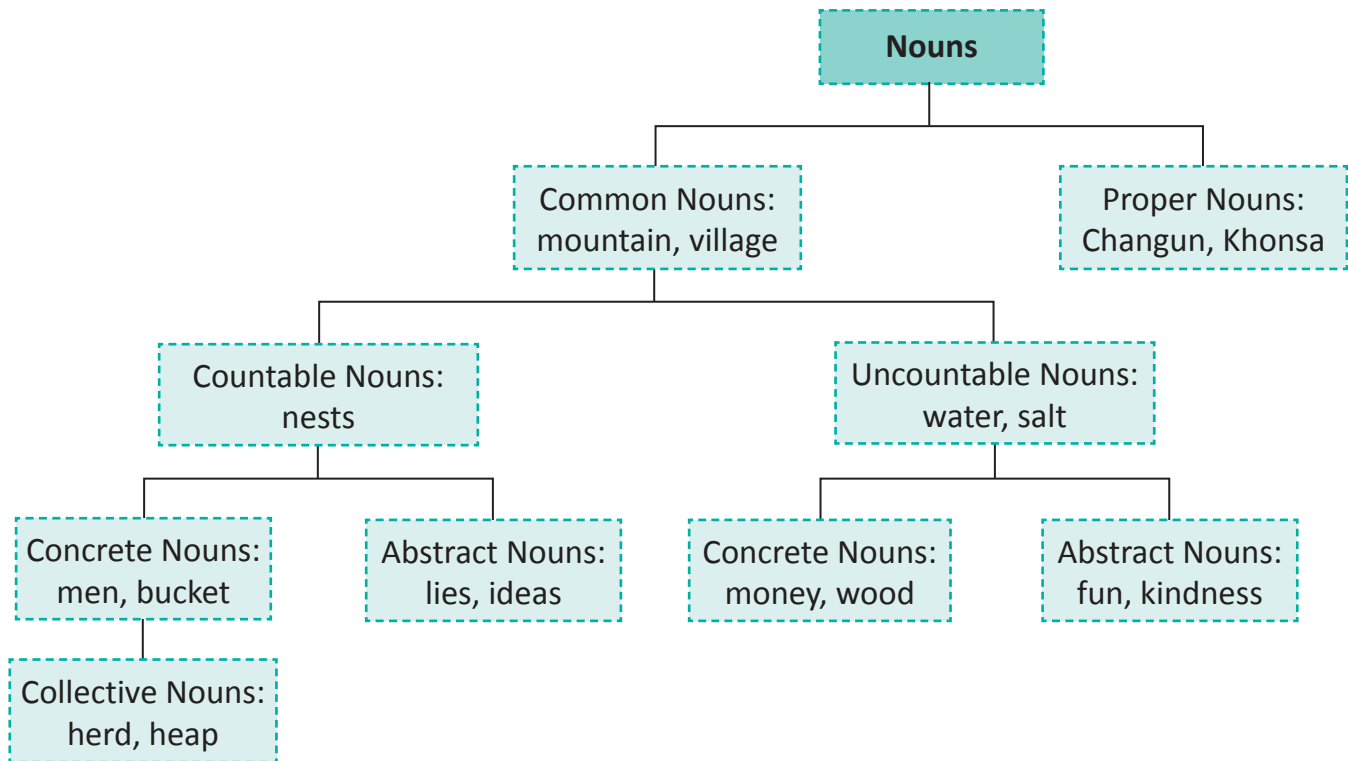 Nouns
Common Nouns:
mountain, village
Proper Nouns:
Changun, Khonsa
Countable Nouns:
nests
Uncountable Nouns:
water, salt
Concrete Nouns:
men, bucket
Abstract Nouns:
lies, ideas
Concrete Nouns:
money, wood
Abstract Nouns:
fun, kindness
Collective Nouns:
herd, heap